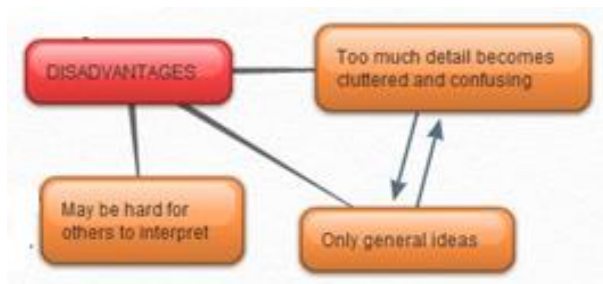 DISADVANTAGES
Too much detail becomes
cluttered and confusing
May be hard for
others to interpret
Only general ideas